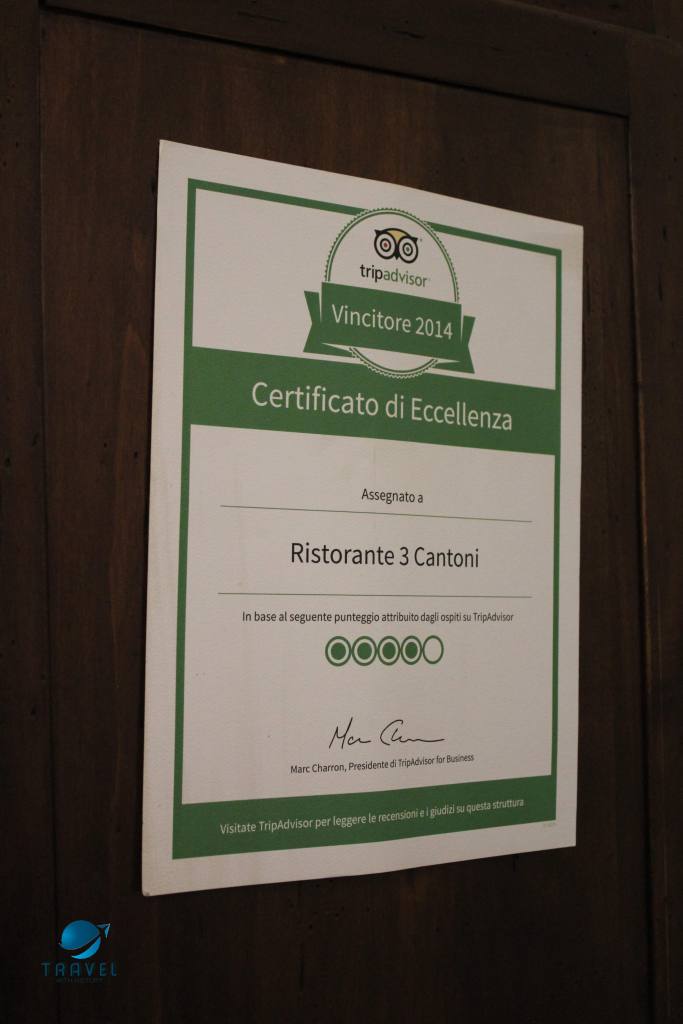 tripadvisor
Vincitore 2014
Certificato di Eccellenza
Assegnato a
Ristorante 3 Cantoni
In base al seguente punteggio attribuito dagli ospiti su TripAdvisor
Marc Charron, Presidente di TripAdvisor for Business
Visitate TripAdvisor per leggere le recensioni e i giudizi su questa struttura
TRAVEL